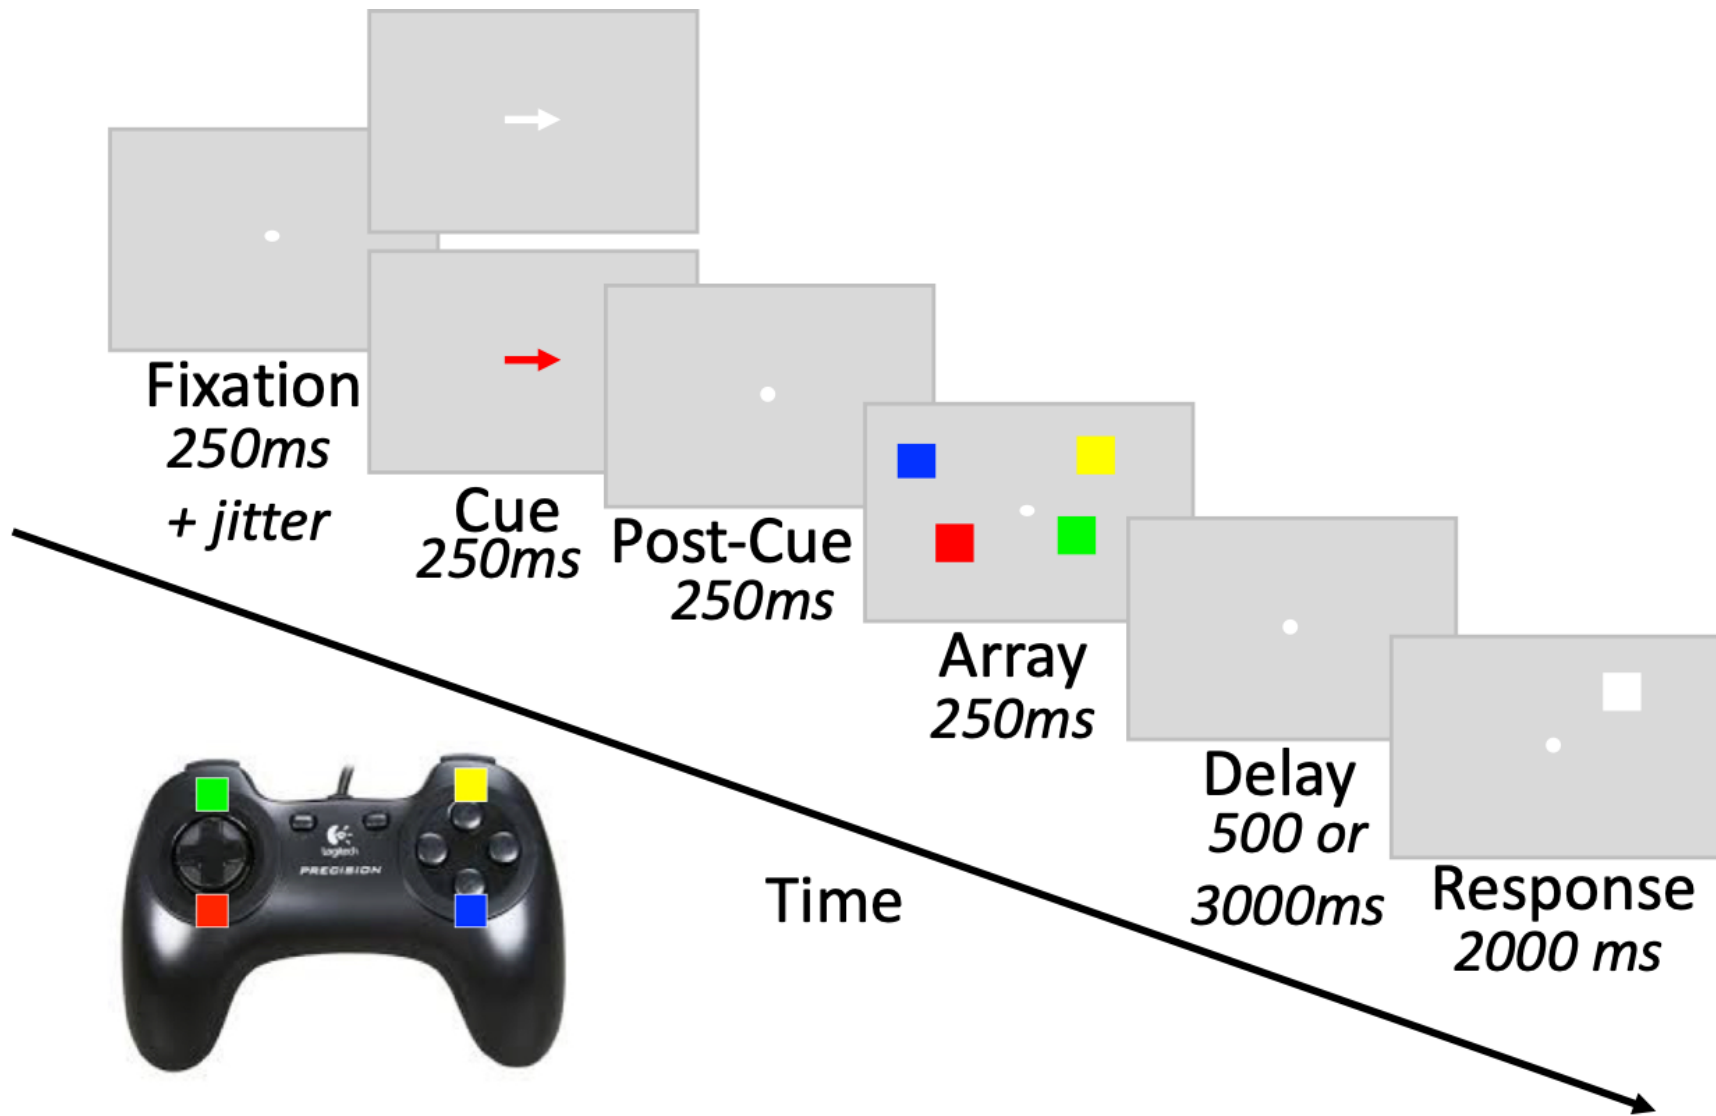 Fixation
250ms
+ jitter
Cue
250ms
Post-Cue
250ms
Array
250ms
Delay
500 or
3000ms
Response
2000 ms
Time
Logitech
PRECISION